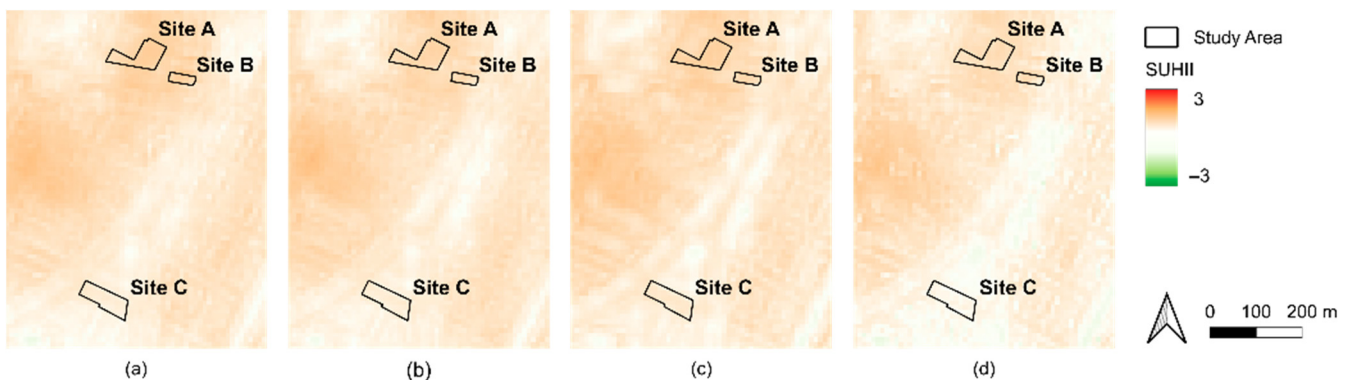 Site A
Site B
Site C
(a)
Site A
Site B
Site C
(b)
Site A
Site B
Site C
(c)
Site A
Site B
Site C
(d)
Study Area
SUHII
3
−3
0 100 200 m